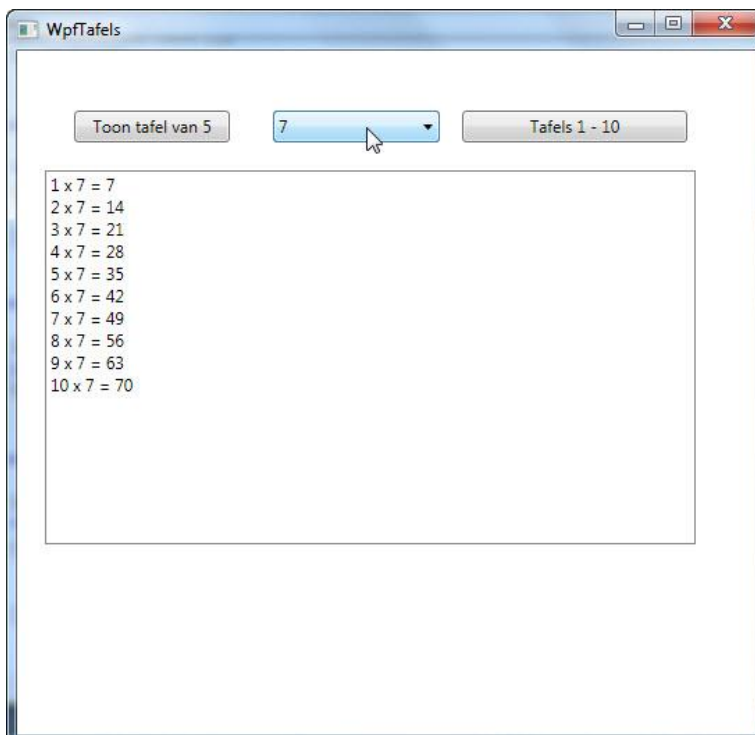 WpfTafels
Toon tafel van 5
7
Tafels 1 - 10
1 x 7 = 7
2 x 7 = 14
3 x 7 = 21
4 x 7 = 28
5 x 7 = 35
6 x 7 = 42
7 x 7 = 49
8 x 7 = 56
9 x 7 = 63
10 x 7 = 70